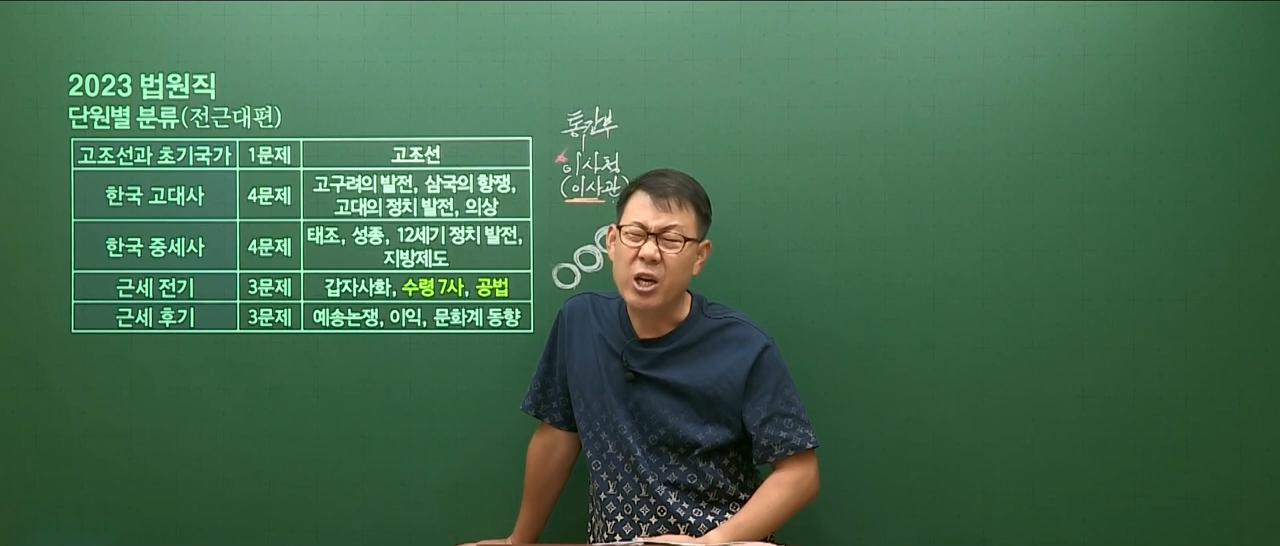 2023 법원직
단원별 분류(전근대편)
고조선과 초기국가 1문제 고조선
한국 고대사 4문제 고구려의 발전, 삼국의 항쟁,
고대의 정치 발전, 의상
한국 중세사 4문제 태조, 성종, 12세기 정치 발전,
지방제도
근세 전기 3문제 갑자사화, 수령 7사, 공법
근세 후기 3문제 예송논쟁, 이익, 문화계 동향
통감부
이사청
(이사관)